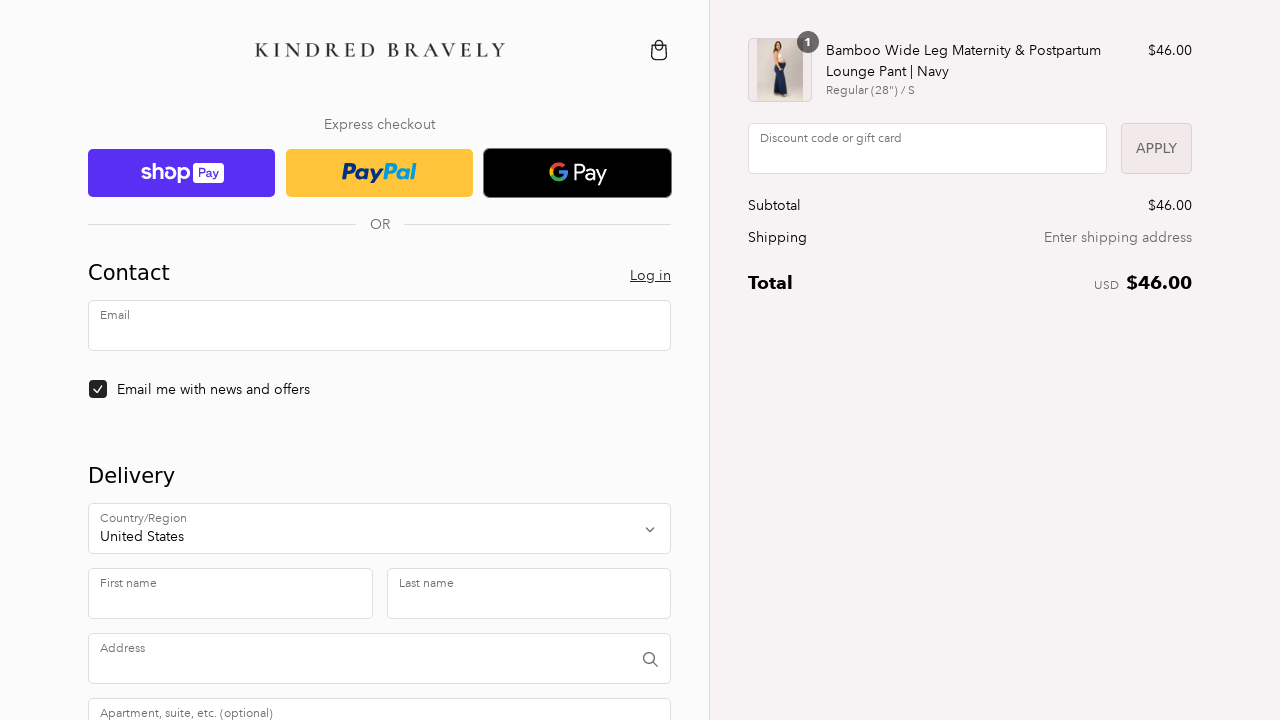 KINDRED BRAVELY
Express checkout
shop Pay
PayPal
G Pay
OR
Contact
Log in
Email
Email me with news and offers
Delivery
Country/Region
United States
First name
Last name
Address
Apartment, suite, etc. (optional)
1
Bamboo Wide Leg Maternity & Postpartum
Lounge Pant | Navy
Regular (28") / S
$46.00
Discount code or gift card
APPLY
Subtotal
$46.00
Shipping
Enter shipping address
Total
USD $46.00